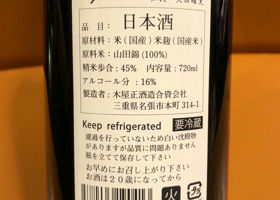 品目：日本酒
原材料：米（国産）米麹（国産米）
原料米：山田錦（100%）
精米歩合：45%　内容量：720ml
アルコール分：16%
製造者：木屋正酒造合資会社
三重県名張市本町 314-1
Keep refrigerated 要冷蔵
濾過を行っていないため白い沈殿物
がありますが品質に問題ありません
瓶を立てて保存して下さい
お早めにお召し上がり下さい
お酒は２０歳になってから
火